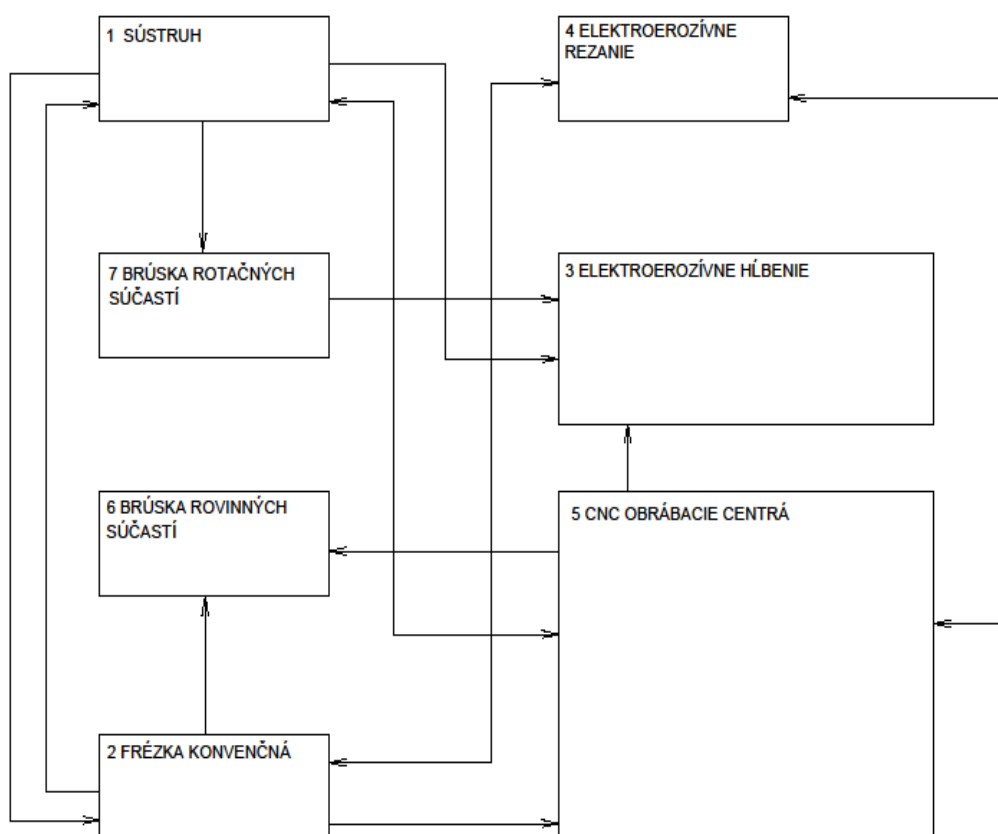 1 SÚSTRUH
4 ELEKTROEROZÍVNE
REZANIE
7 BRÚSKA ROTAČNÝCH
SÚČASTÍ
3 ELEKTROEROZÍVNE HĹBENIE
6 BRÚSKA ROVINNÝCH
SÚČASTÍ
5 CNC OBRÁBACIE CENTRÁ
2 FRÉZKA KONVENČNÁ